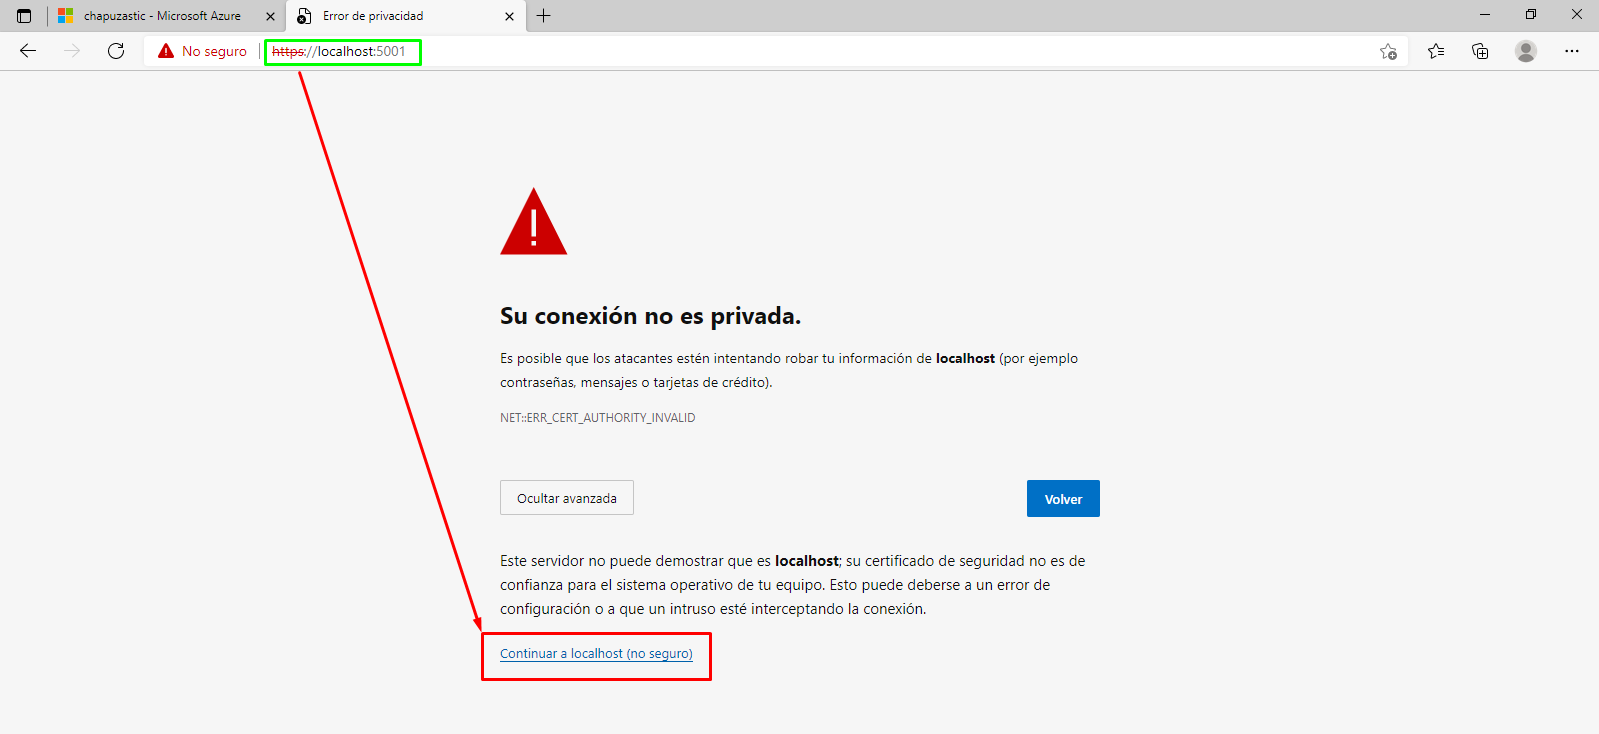 chapuzastic - Microsoft Azure
Error de privacidad
No seguro
https://localhost:5001
Su conexión no es privada.
Es posible que los atacantes estén intentando robar tu información de localhost (por ejemplo
contraseñas, mensajes o tarjetas de crédito).
NET::ERR_CERT_AUTHORITY_INVALID
Ocultar avanzada
Volver
Este servidor no puede demostrar que es localhost; su certificado de seguridad no es de
confianza para el sistema operativo de tu equipo. Esto puede deberse a un error de
configuración o a que un intruso esté interceptando la conexión.
Continuar a localhost (no seguro)